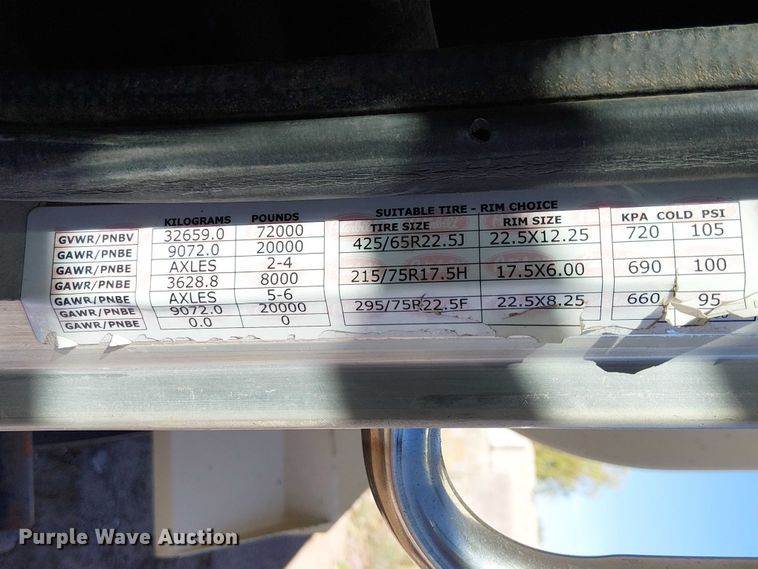 KILOGRAMS POUNDS SUITABLE TIRE - RIM CHOICE
TIRE SIZE RIM SIZE KPA COLD PSI
GVWR/PNBV 32659.0 72000 425/65R22.5J 22.5X12.25 720 105
GAWR/PNBE 9072.0 20000
GAWR/PNBE AXLES 2-4 215/75R17.5H 17.5X6.00 690 100
GAWR/PNBE 3628.8 8000
GAWR/PNBE AXLES 5-6 295/75R22.5F 22.5X8.25 660 95
GAWR/PNBE 9072.0 20000
0.0 0
Purple Wave Auction